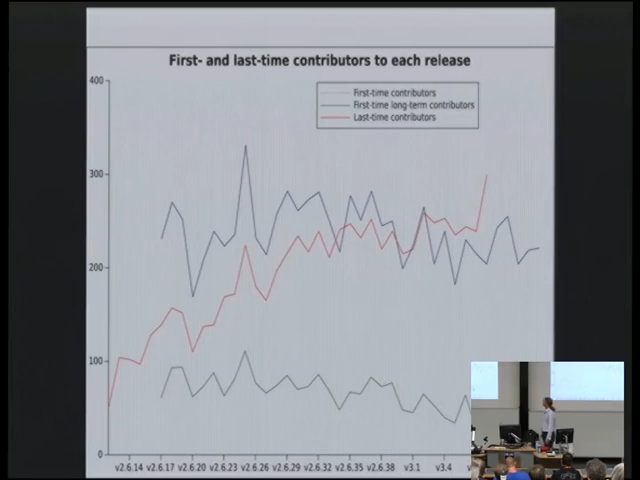 First- and last-time contributors to each release
400
First-time contributors
First-time long-term contributors
Last-time contributors
300
200
100
0
v2.6.14 v2.6.17 v2.6.20 v2.6.23 v2.6.26 v2.6.29 v2.6.32 v2.6.35 v2.6.38 v3.1 v3.4